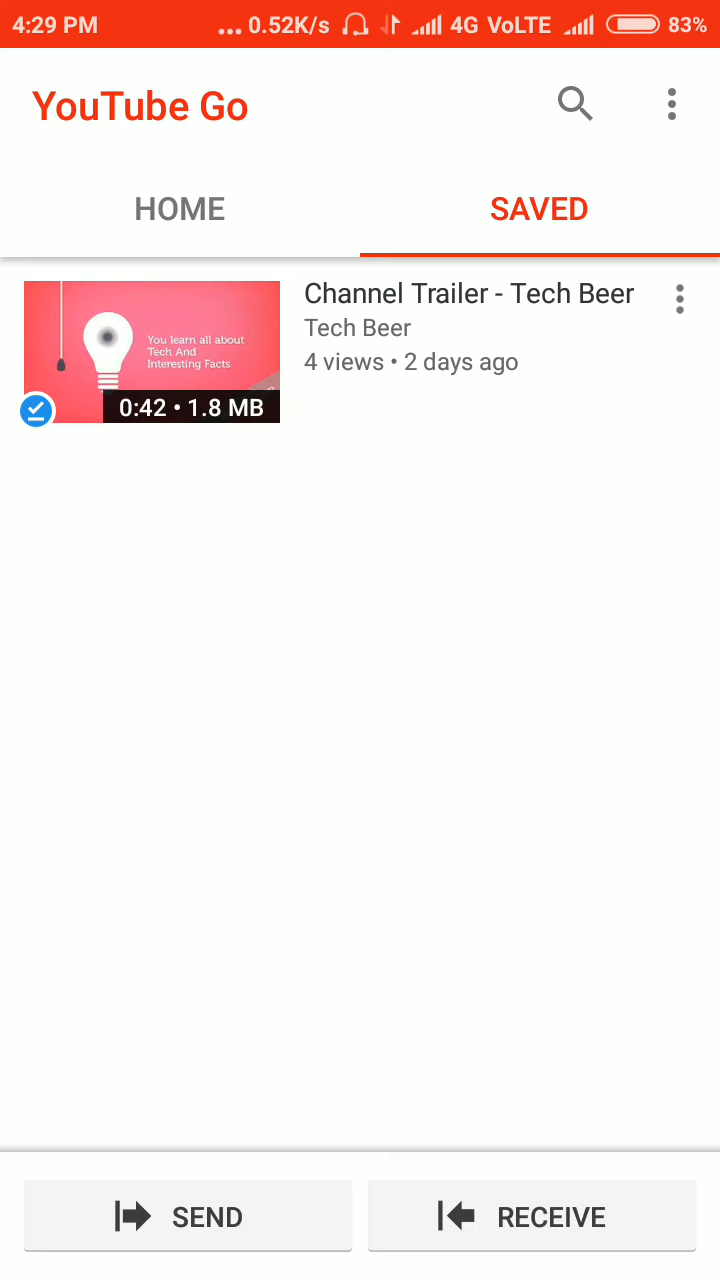 4:29 PM ... 0.52K/s 4G VoLTE 83%
YouTube Go
HOME SAVED
You learn all about
Tech And
Interesting Facts
0:42 • 1.8 MB
Channel Trailer - Tech Beer
Tech Beer
4 views • 2 days ago
SEND RECEIVE